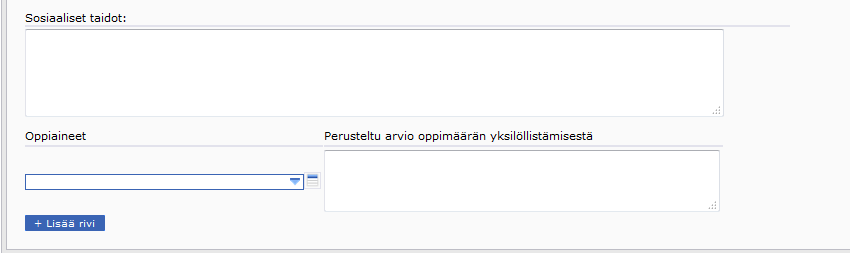 Sosiaaliset taidot:
Oppiaineet
Perusteltu arvio oppimäärän yksilöllistämisestä
+ Lisää rivi